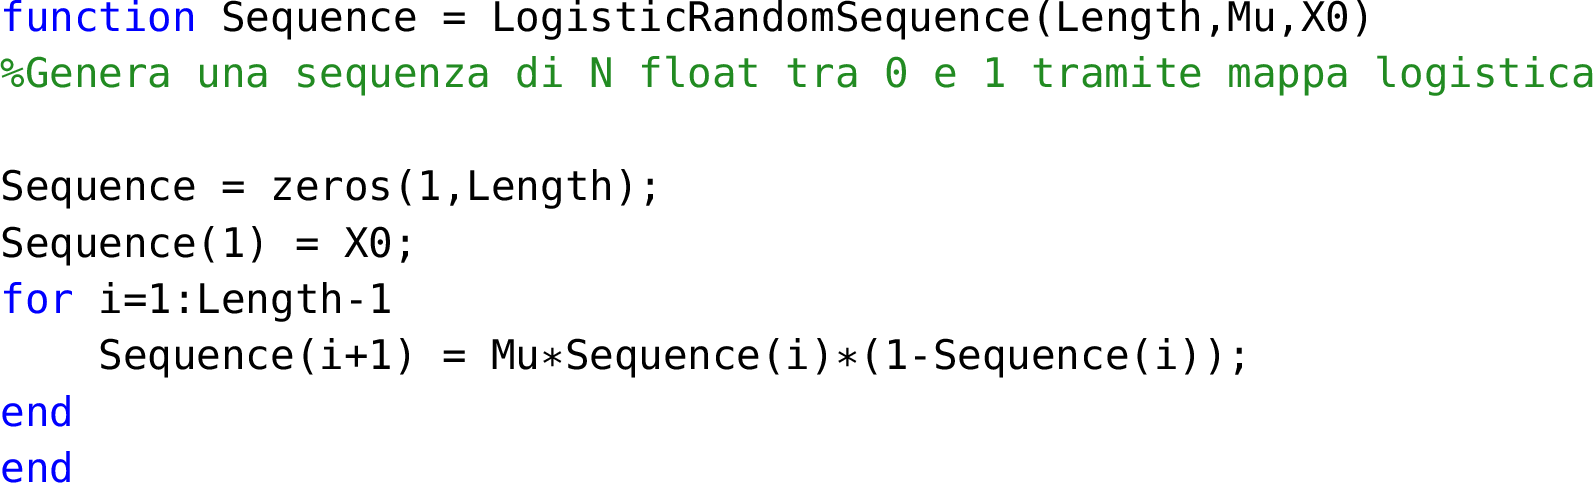 function Sequence = LogisticRandomSequence(Length,Mu,X0)
%Genera una sequenza di N float tra 0 e 1 tramite mappa logistica
Sequence = zeros(1,Length);
Sequence(1) = X0;
for i=1:Length-1
    Sequence(i+1) = Mu*Sequence(i)*(1-Sequence(i));
end
end